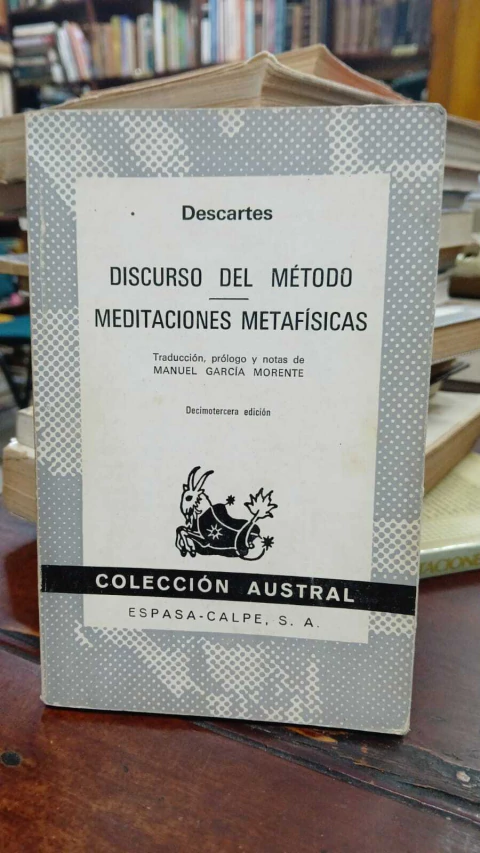 Descartes
DISCURSO DEL MÉTODO
MEDITACIONES METAFÍSICAS
Traducción, prólogo y notas de
MANUEL GARCÍA MORENTE
Decimotercera edición
COLECCIÓN AUSTRAL
ESPASA-CALPE, S. A.
TACIONE